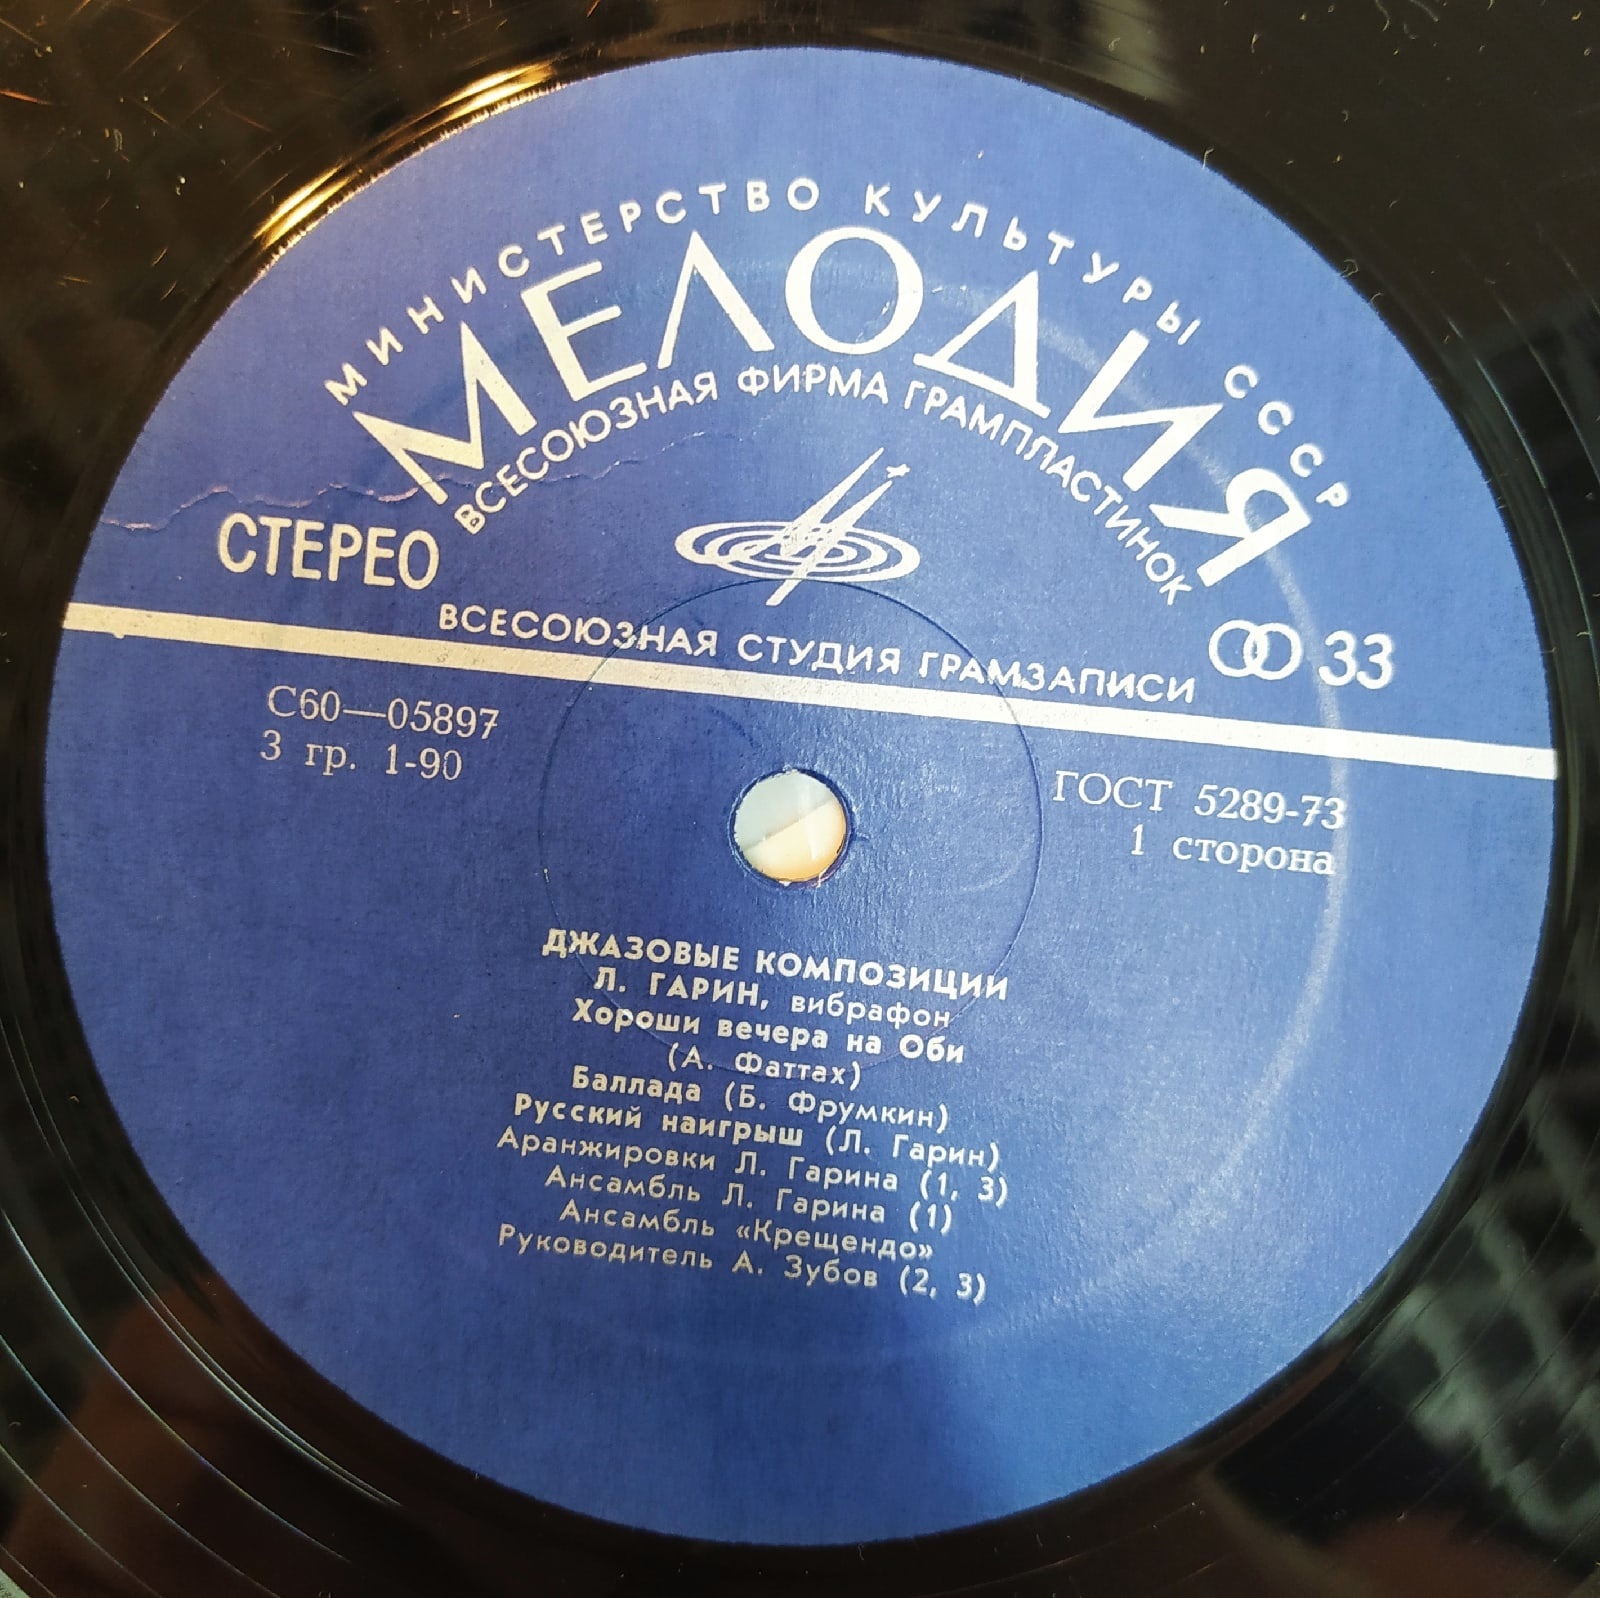 МИНИСТЕРСТВО КУЛЬТУРЫ СССР
МЕЛОДИЯ
ВСЕСОЮЗНАЯ ФИРМА ГРАМПЛАСТИНОК
СТЕРЕО
33
ВСЕСОЮЗНАЯ СТУДИЯ ГРАМЗАПИСИ
С60—05897
3 гр. 1-90
ГОСТ 5289-73
1 сторона
ДЖАЗОВЫЕ КОМПОЗИЦИИ
Л. ГАРИН, вибрафон
Хороши вечера на Оби
(А. Фаттах)
Баллада (Б. Фрумкин)
Русский наигрыш (Л. Гарин)
Аранжировки Л. Гарина (1, 3)
Ансамбль Л. Гарина (1)
Ансамбль «Крещендо»
Руководитель А. Зубов (2, 3)